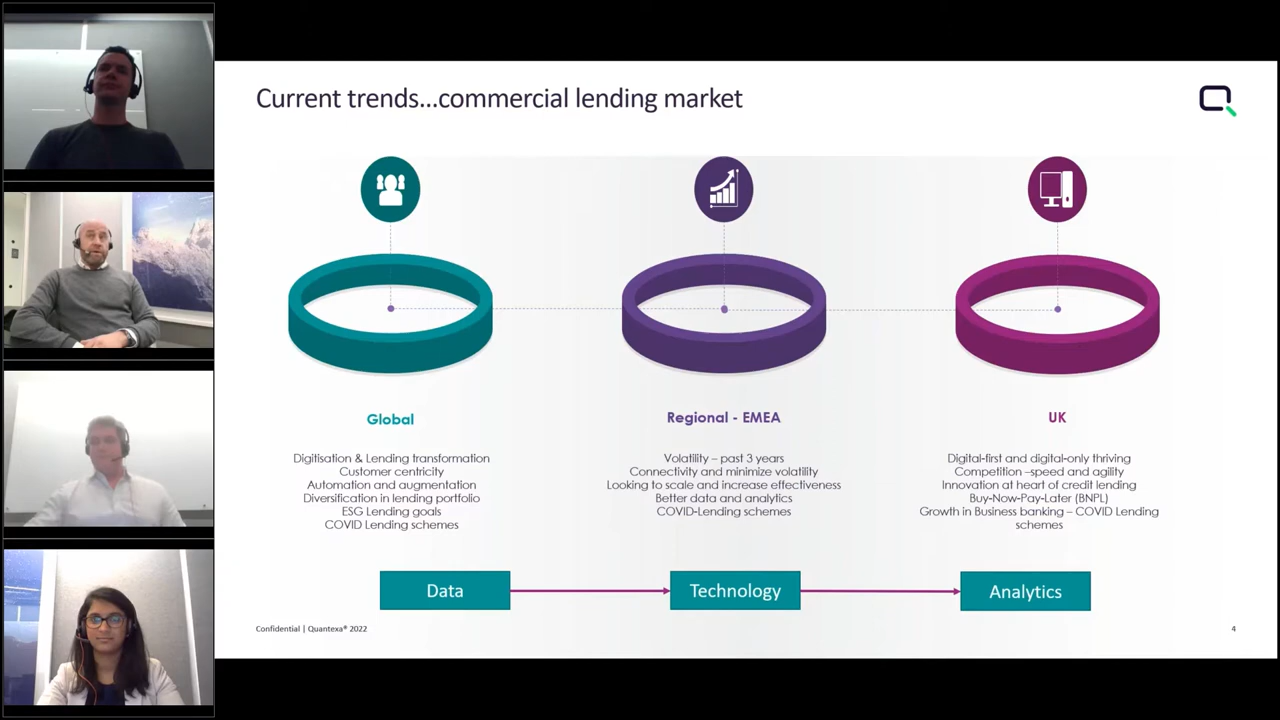 Current trends...commercial lending market
Global
Digitisation & Lending transformation
Customer centricity
Automation and augmentation
Diversification in lending portfolio
ESG Lending goals
COVID Lending schemes
Regional - EMEA
Volatility – past 3 years
Connectivity and minimize volatility
Looking to scale and increase effectiveness
Better data and analytics
COVID-Lending schemes
UK
Digital-first and digital-only thriving
Competition –speed and agility
Innovation at heart of credit lending
Buy-Now-Pay-Later (BNPL)
Growth in Business banking – COVID Lending
schemes
Data
Technology
Analytics
Confidential | Quantexa® 2022
4